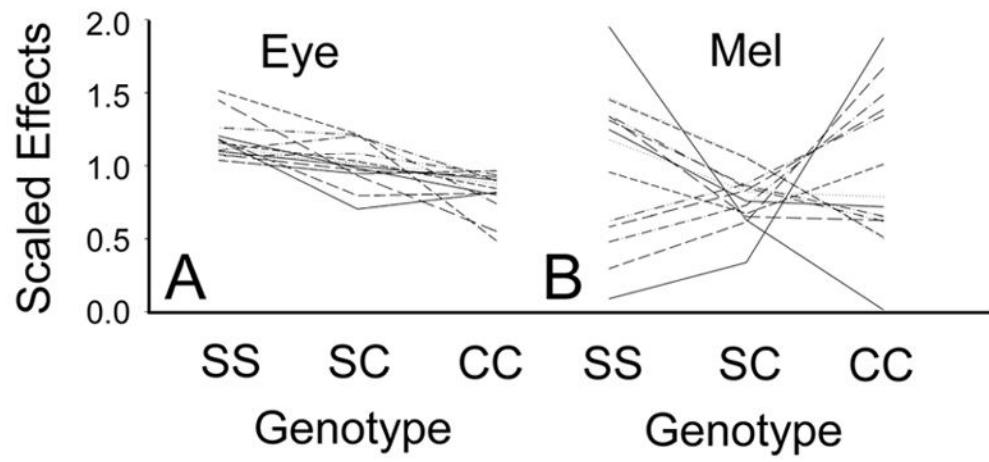 Scaled Effects
2.0
1.5
1.0
0.5
0.0
Eye
A
Mel
B
SS SC CC SS SC CC
Genotype Genotype